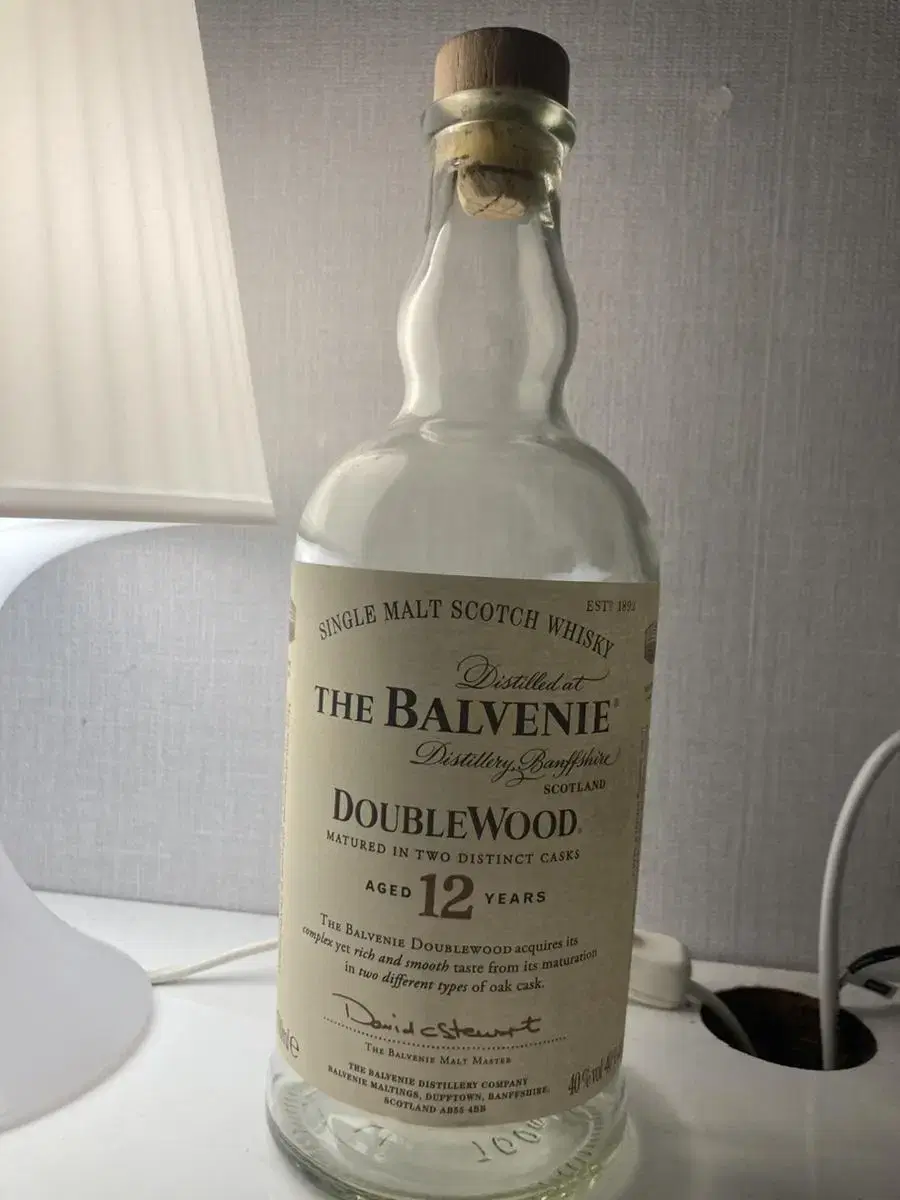 ESTD 1892
SINGLE MALT SCOTCH WHISKY
Distilled at
THE BALVENIE®
Distillery, Banffshire
SCOTLAND
DOUBLEWOOD®
MATURED IN TWO DISTINCT CASKS
AGED 12 YEARS
THE BALVENIE DOUBLEWOOD acquires its
complex yet rich and smooth taste from its maturation
in two different types of oak cask.
David C Stewart
THE BALVENIE MALT MASTER
THE BALVENIE DISTILLERY COMPANY
BALVENIE MALTINGS, DUFFTOWN, BANFFSHIRE,
SCOTLAND AB55 4BB
40% vol